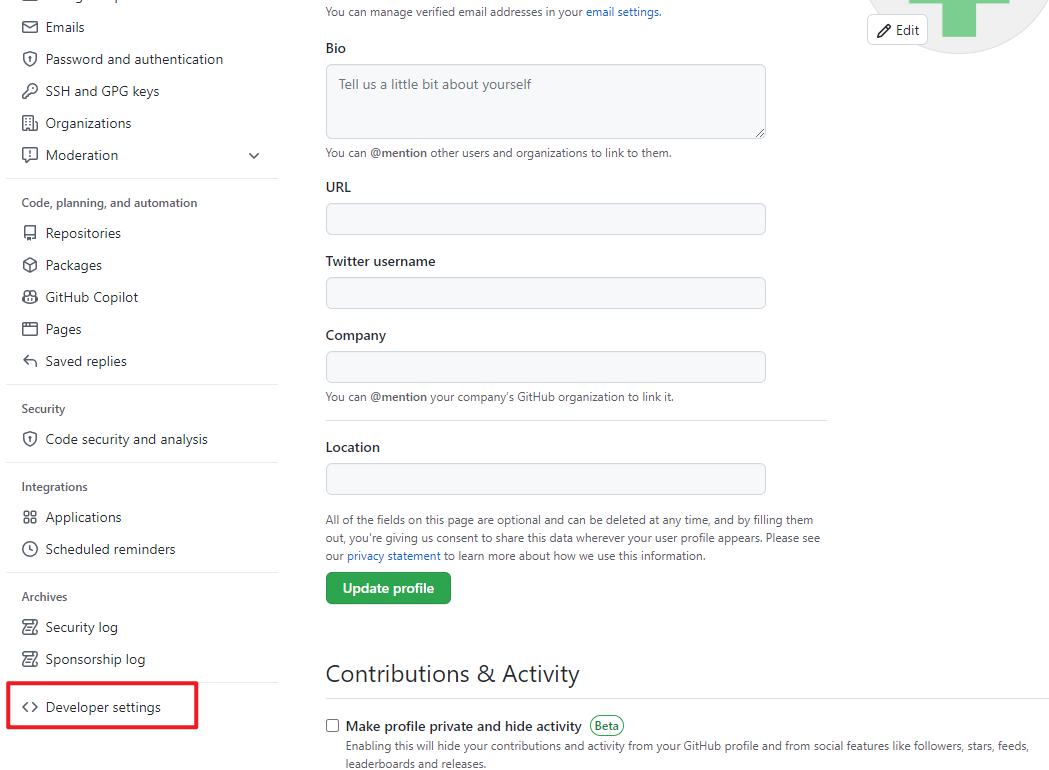 Emails
Password and authentication
SSH and GPG keys
Organizations
Moderation
Code, planning, and automation
Repositories
Packages
GitHub Copilot
Pages
Saved replies
Security
Code security and analysis
Integrations
Applications
Scheduled reminders
Archives
Security log
Sponsorship log
Developer settings
You can manage verified email addresses in your email settings.
Edit
Bio
Tell us a little bit about yourself
You can @mention other users and organizations to link to them.
URL
Twitter username
Company
You can @mention your company's GitHub organization to link it.
Location
All of the fields on this page are optional and can be deleted at any time, and by filling them
out, you're giving us consent to share this data wherever your user profile appears. Please see
our privacy statement to learn more about how we use this information.
Update profile
Contributions & Activity
Make profile private and hide activity Beta
Enabling this will hide your contributions and activity from your GitHub profile and from social features like followers, stars, feeds,
leaderboards and releases.